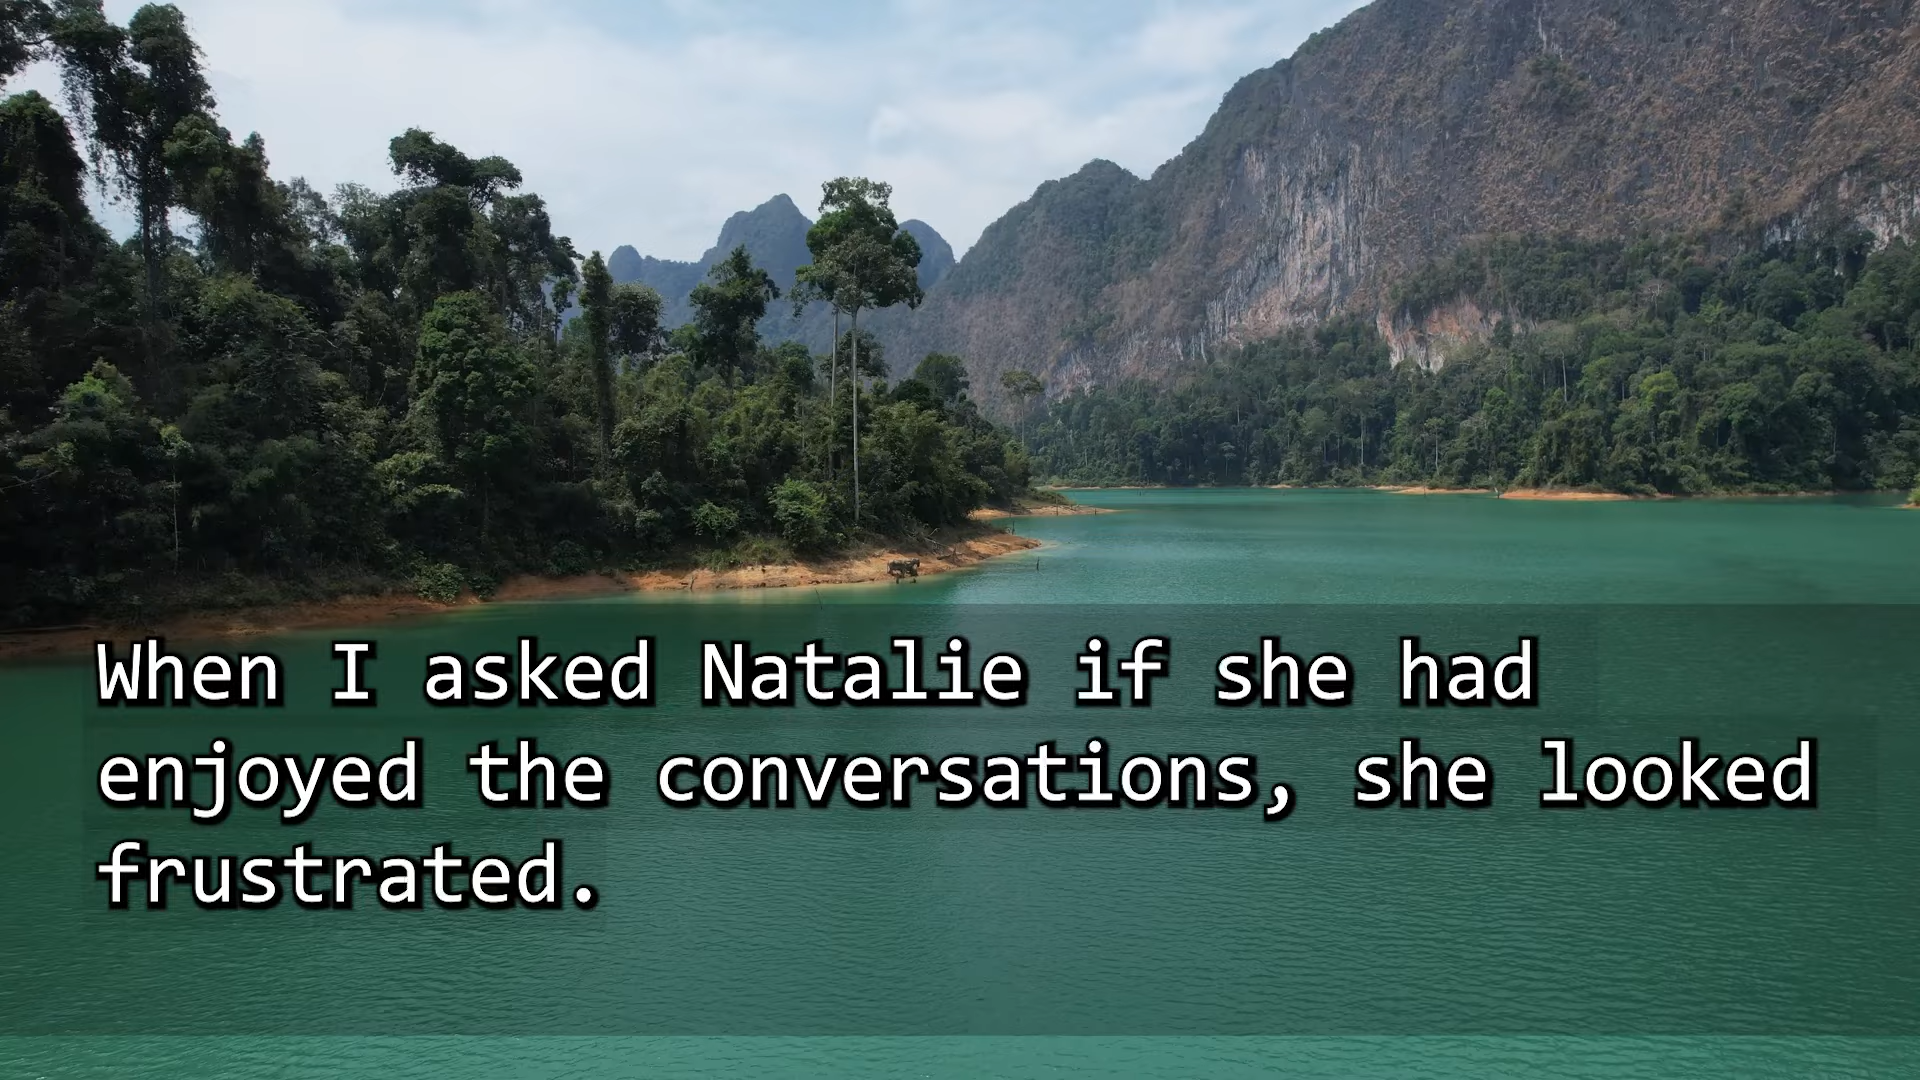 When I asked Natalie if she had
enjoyed the conversations, she looked
frustrated.